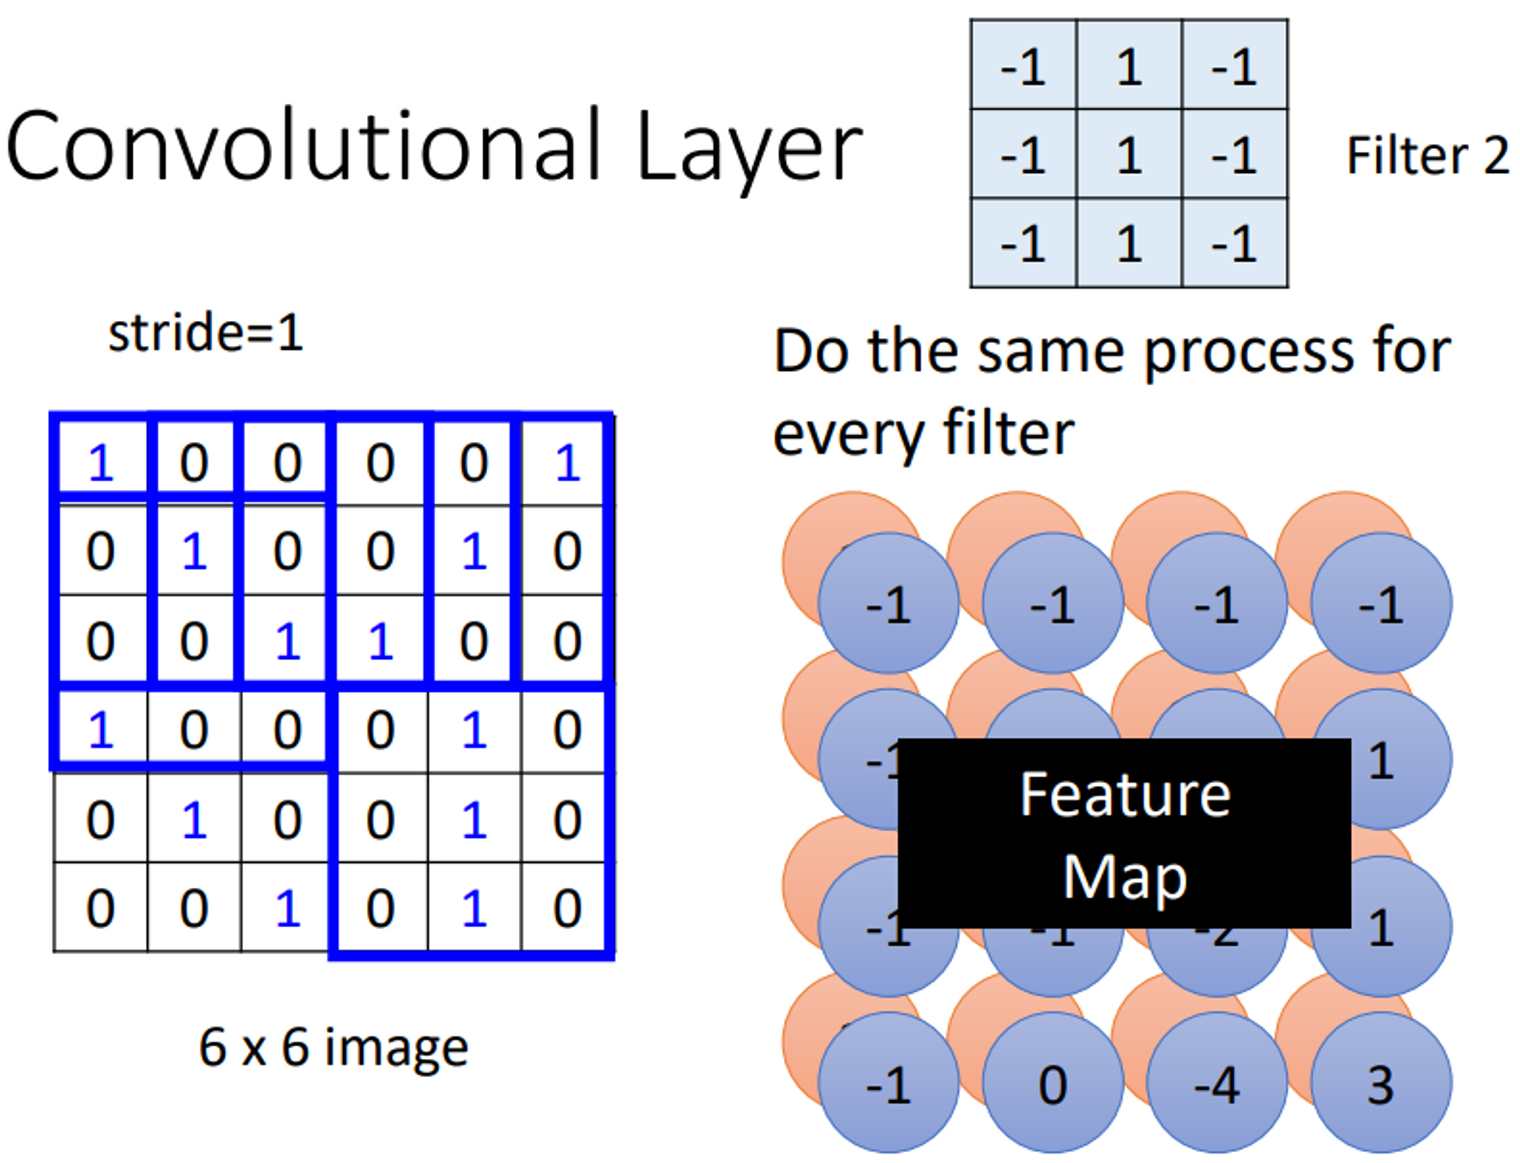 Convolutional Layer
-1 1 -1
-1 1 -1
-1 1 -1
Filter 2
stride=1
1 0 0 0 0 1
0 1 0 0 1 0
0 0 1 1 0 0
1 0 0 0 1 0
0 1 0 0 1 0
0 0 1 0 1 0
6 x 6 image
Do the same process for
every filter
-1 -1 -1 -1
-1 1
Feature
Map
-1 -1 -2 1
-1 0 -4 3